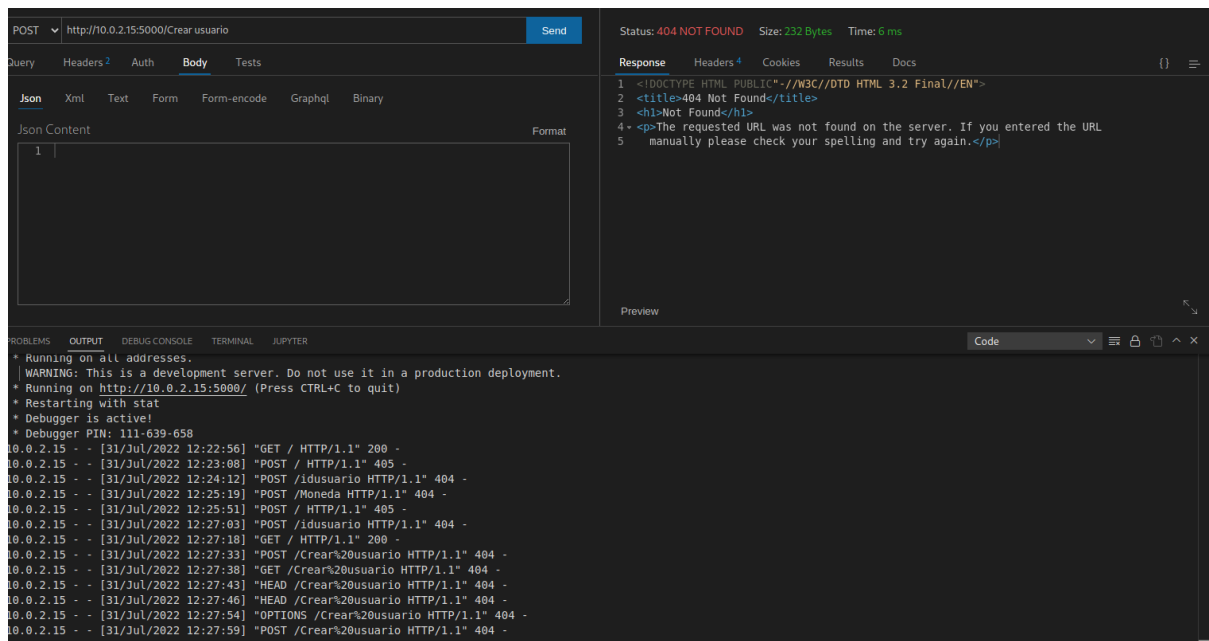 POST http://10.0.2.15:5000/Crear usuario Send
Query Headers 2 Auth Body Tests
Json Xml Text Form Form-encode Graphql Binary
Json Content Format
1
Status: 404 NOT FOUND Size: 232 Bytes Time: 6 ms
Response Headers 4 Cookies Results Docs {}
1 <!DOCTYPE HTML PUBLIC"-//W3C//DTD HTML 3.2 Final//EN">
2 <title>404 Not Found</title>
3 <h1>Not Found</h1>
4 <p>The requested URL was not found on the server. If you entered the URL
5 manually please check your spelling and try again.</p>
Preview
PROBLEMS OUTPUT DEBUG CONSOLE TERMINAL JUPYTER Code
* Running on all addresses.
WARNING: This is a development server. Do not use it in a production deployment.
* Running on http://10.0.2.15:5000/ (Press CTRL+C to quit)
* Restarting with stat
* Debugger is active!
* Debugger PIN: 111-639-658
10.0.2.15 - - [31/Jul/2022 12:22:56] "GET / HTTP/1.1" 200 -
10.0.2.15 - - [31/Jul/2022 12:23:08] "POST / HTTP/1.1" 405 -
10.0.2.15 - - [31/Jul/2022 12:24:12] "POST /idusuario HTTP/1.1" 404 -
10.0.2.15 - - [31/Jul/2022 12:25:19] "POST /Moneda HTTP/1.1" 404 -
10.0.2.15 - - [31/Jul/2022 12:25:51] "POST / HTTP/1.1" 405 -
10.0.2.15 - - [31/Jul/2022 12:27:03] "POST /idusuario HTTP/1.1" 404 -
10.0.2.15 - - [31/Jul/2022 12:27:18] "GET / HTTP/1.1" 200 -
10.0.2.15 - - [31/Jul/2022 12:27:33] "POST /Crear%20usuario HTTP/1.1" 404 -
10.0.2.15 - - [31/Jul/2022 12:27:38] "GET /Crear%20usuario HTTP/1.1" 404 -
10.0.2.15 - - [31/Jul/2022 12:27:43] "HEAD /Crear%20usuario HTTP/1.1" 404 -
10.0.2.15 - - [31/Jul/2022 12:27:46] "HEAD /Crear%20usuario HTTP/1.1" 404 -
10.0.2.15 - - [31/Jul/2022 12:27:54] "OPTIONS /Crear%20usuario HTTP/1.1" 404 -
10.0.2.15 - - [31/Jul/2022 12:27:59] "POST /Crear%20usuario HTTP/1.1" 404 -